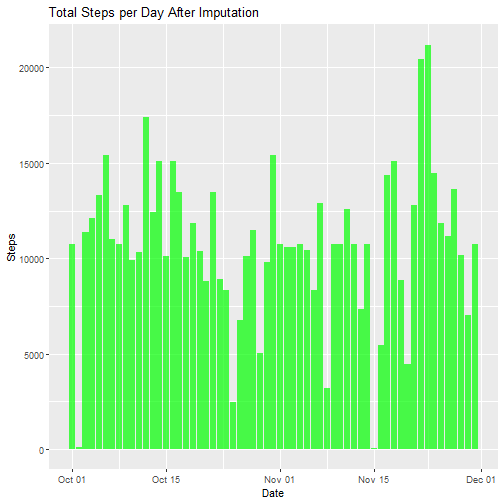 Total Steps per Day After Imputation
20000
15000
10000
5000
0
Steps
Oct 01 Oct 15 Nov 01 Nov 15 Dec 01
Date